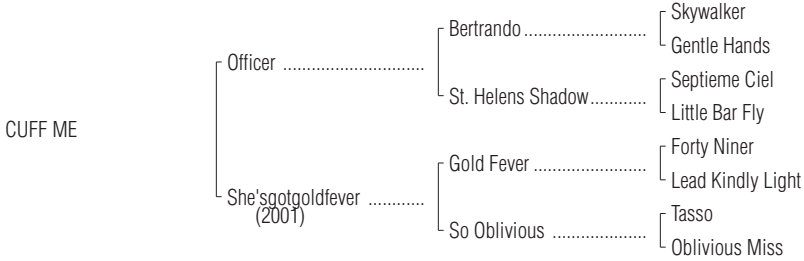 Skywalker
Bertrando
Gentle Hands
Officer
Septieme Ciel
St. Helens Shadow
Little Bar Fly
CUFF ME
Forty Niner
Gold Fever
Lead Kindly Light
She'sgotgoldfever
(2001)
Tasso
So Oblivious
Oblivious Miss